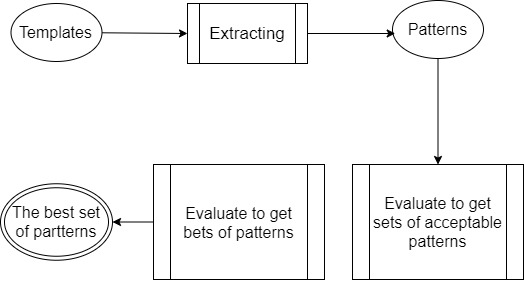 Templates
Extracting
Patterns
The best set
of partterns
Evaluate to get
bets of patterns
Evaluate to get
sets of acceptable
patterns